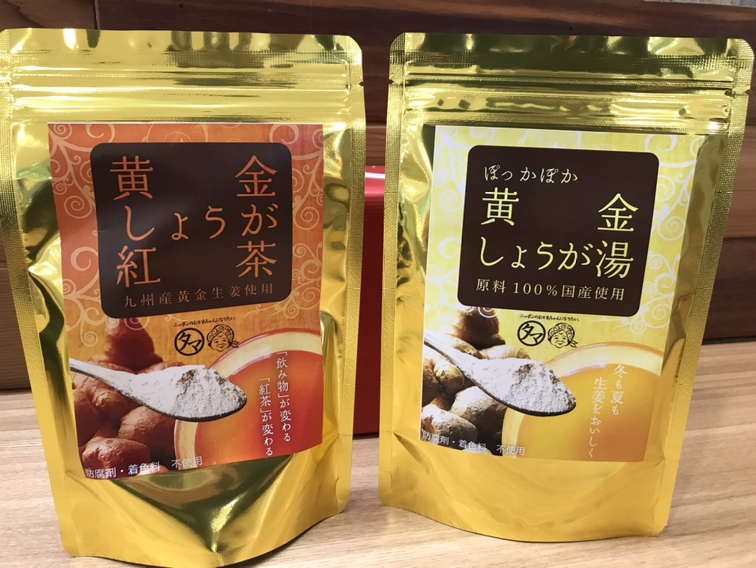 黄金
しょうが
紅茶
九州産黄金生姜使用
タマ
「飲み物」が変わる
「紅茶」が変わる
防腐剤・着色料 不使用
ぽっかぽか
黄金
しょうが湯
原料100%国産使用
タマ
冬も夏も
生姜をおいしく
防腐剤・着色料 不使用